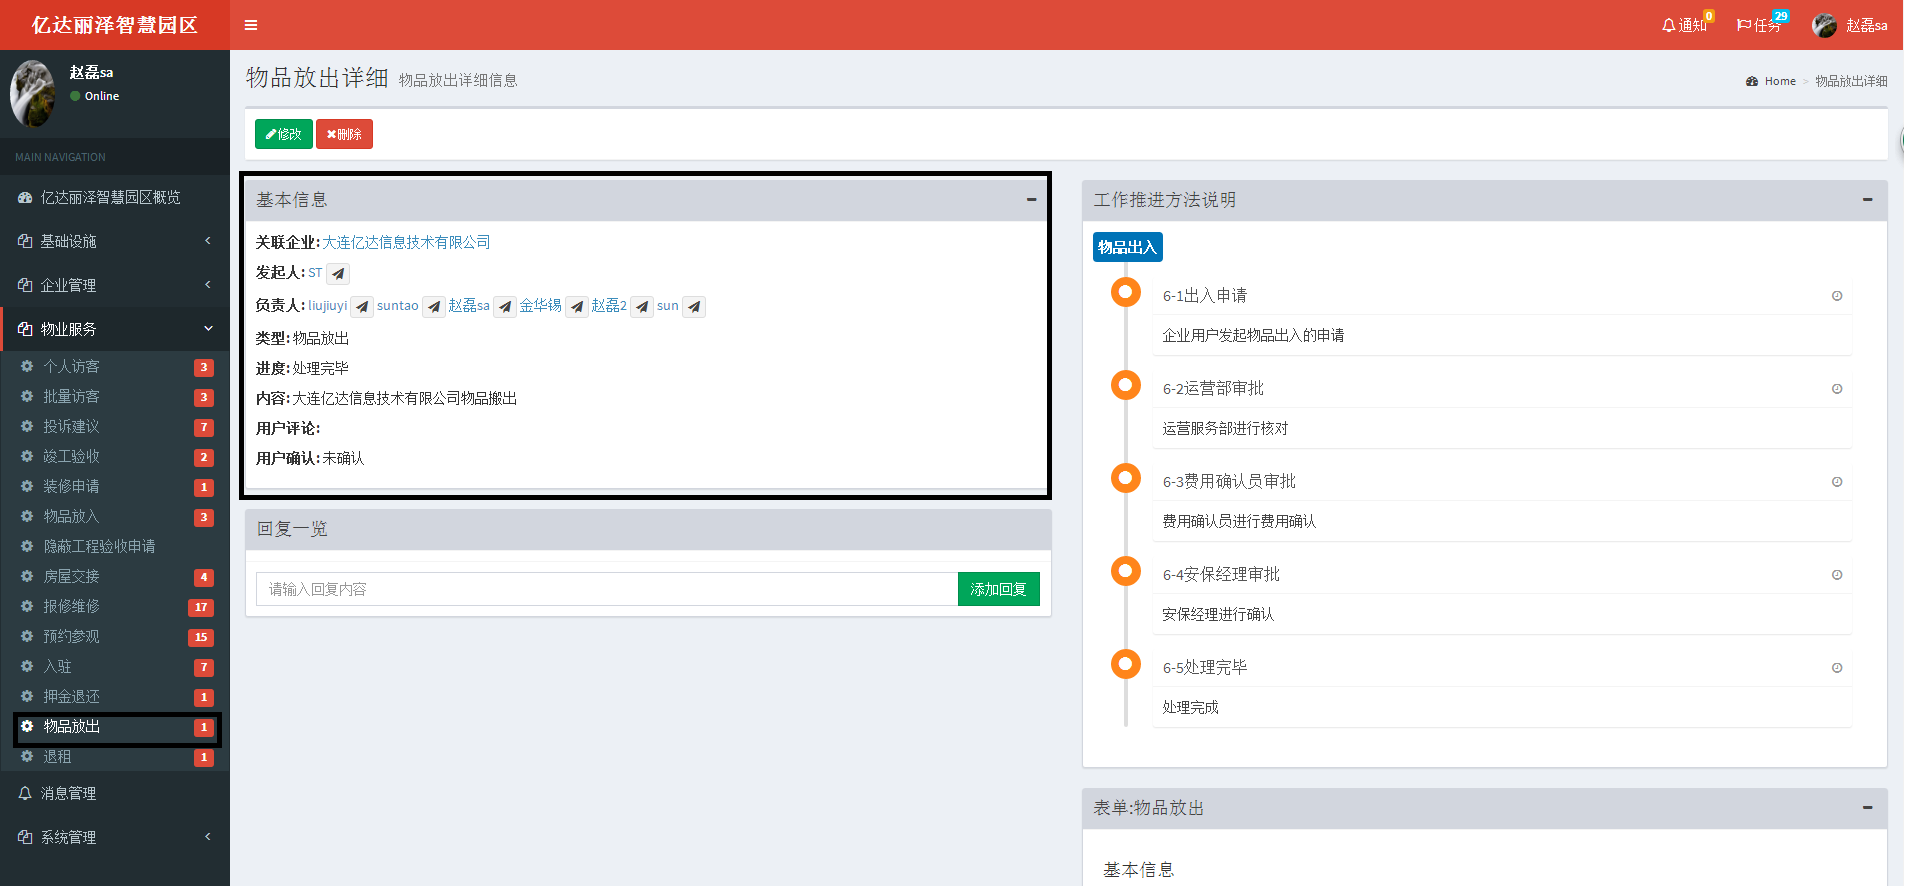 亿达丽泽智慧园区
通知 0
任务 29
赵磊sa
赵磊sa
Online
MAIN NAVIGATION
亿达丽泽智慧园区概览
基础设施
企业管理
物业服务
个人访客 3
批量访客 3
投诉建议 7
竣工验收 2
装修申请 1
物品放入 3
隐蔽工程验收申请
房屋交接 4
报修维修 17
预约参观 15
入驻 7
押金退还 1
物品放出 1
退租 1
消息管理
系统管理
物品放出详细 物品放出详细信息
Home > 物品放出详细
修改 删除
基本信息
关联企业:大连亿达信息技术有限公司
发起人:ST
负责人:liujiuyi suntao 赵磊sa 金华锡 赵磊2 sun
类型:物品放出
进度:处理完毕
内容:大连亿达信息技术有限公司物品搬出
用户评论:
用户确认:未确认
回复一览
请输入回复内容 添加回复
工作推进方法说明
物品出入
6-1出入申请
企业用户发起物品出入的申请
6-2运营部审批
运营服务部进行核对
6-3费用确认员审批
费用确认员进行费用确认
6-4安保经理审批
安保经理进行确认
6-5处理完毕
处理完成
表单:物品放出
基本信息